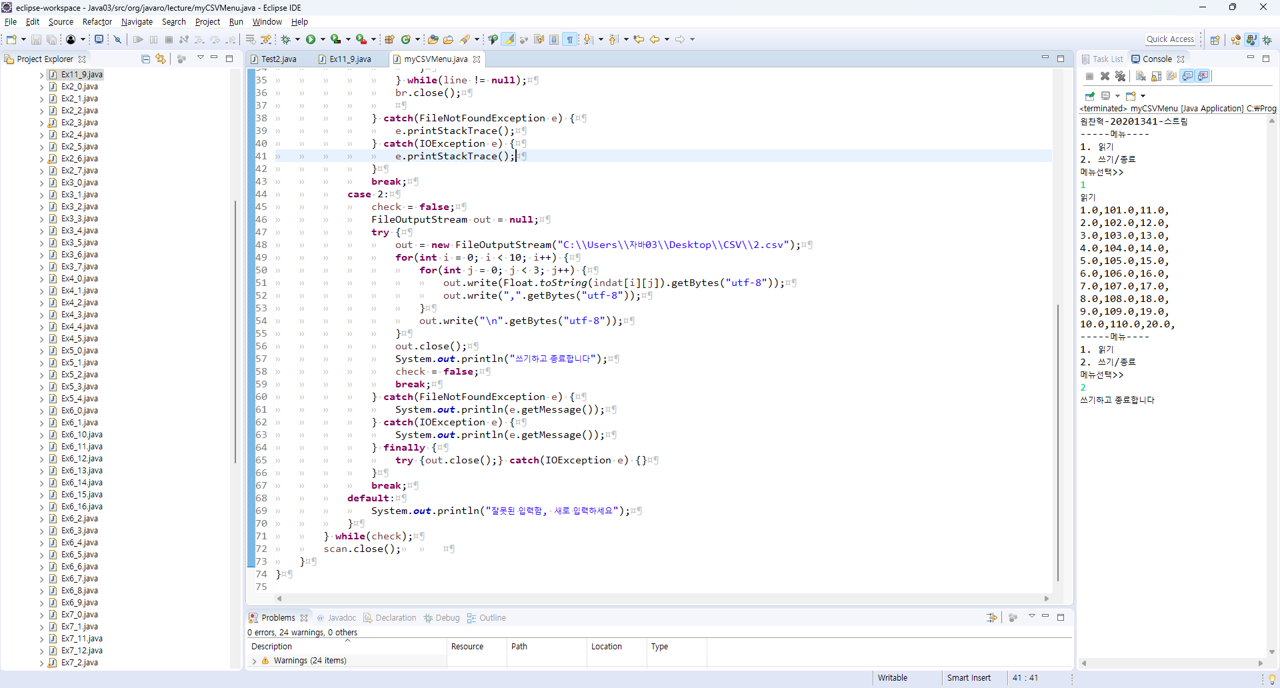 eclipse-workspace - Java03/src/org/javaro/lecture/myCSVMenu.java - Eclipse IDE
File Edit Source Refactor Navigate Search Project Run Window Help
Quick Access
Project Explorer
Ex11_9.java
Ex2_0.java
Ex2_1.java
Ex2_2.java
Ex2_3.java
Ex2_4.java
Ex2_5.java
Ex2_6.java
Ex2_7.java
Ex3_0.java
Ex3_1.java
Ex3_2.java
Ex3_3.java
Ex3_4.java
Ex3_5.java
Ex3_6.java
Ex3_7.java
Ex4_0.java
Ex4_1.java
Ex4_2.java
Ex4_3.java
Ex4_4.java
Ex4_5.java
Ex5_0.java
Ex5_1.java
Ex5_2.java
Ex5_3.java
Ex5_4.java
Ex6_0.java
Ex6_1.java
Ex6_10.java
Ex6_11.java
Ex6_12.java
Ex6_13.java
Ex6_14.java
Ex6_15.java
Ex6_16.java
Ex6_2.java
Ex6_3.java
Ex6_4.java
Ex6_5.java
Ex6_6.java
Ex6_7.java
Ex6_8.java
Ex6_9.java
Ex7_0.java
Ex7_1.java
Ex7_11.java
Ex7_12.java
Ex7_2.java
Test2.java Ex11_9.java myCSVMenu.java
35 } while(line != null);
36 br.close();
37
38 } catch(FileNotFoundException e) {
39 e.printStackTrace();
40 } catch(IOException e) {
41 e.printStackTrace();
42 }
43 break;
44 case 2:
45 check = false;
46 FileOutputStream out = null;
47 try {
48 out = new FileOutputStream("C:\\Users\\자바03\\Desktop\\CSV\\2.csv");
49 for(int i = 0; i < 10; i++) {
50 for(int j = 0; j < 3; j++) {
51 out.write(Float.toString(indat[i][j]).getBytes("utf-8"));
52 out.write(",".getBytes("utf-8"));
53 }
54 out.write("\n".getBytes("utf-8"));
55 }
56 out.close();
57 System.out.println("쓰기하고 종료합니다");
58 check = false;
59 break;
60 } catch(FileNotFoundException e) {
61 System.out.println(e.getMessage());
62 } catch(IOException e) {
63 System.out.println(e.getMessage());
64 } finally {
65 try {out.close();} catch(IOException e) {}
66 }
67 break;
68 default:
69 System.out.println("잘못된 입력함, 새로 입력하세요");
70 }
71 } while(check);
72 scan.close();
73 }
74 }
75
Problems Javadoc Declaration Debug Outline
0 errors, 24 warnings, 0 others
Description Resource Path Location Type
Warnings (24 items)
Task List Console
<terminated> myCSVMenu [Java Application] C:₩Prog
원찬혁-20201341-스트림
-----메뉴----
1. 읽기
2. 쓰기/종료
메뉴선택>>
1
읽기
1.0,101.0,11.0,
2.0,102.0,12.0,
3.0,103.0,13.0,
4.0,104.0,14.0,
5.0,105.0,15.0,
6.0,106.0,16.0,
7.0,107.0,17.0,
8.0,108.0,18.0,
9.0,109.0,19.0,
10.0,110.0,20.0,
-----메뉴----
1. 읽기
2. 쓰기/종료
메뉴선택>>
2
쓰기하고 종료합니다
Writable Smart Insert 41 : 41